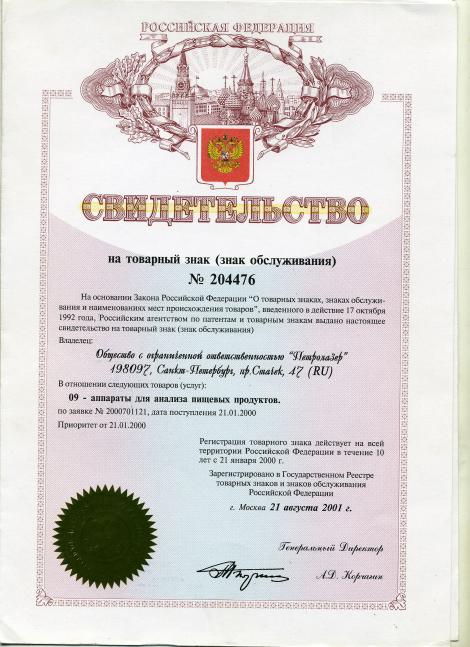 РОССИЙСКАЯ ФЕДЕРАЦИЯ
СВИДЕТЕЛЬСТВО
на товарный знак (знак обслуживания)
№ 204476
На основании Закона Российской Федерации “О товарных знаках, знаках обслужи-
вания и наименованиях мест происхождения товаров”, введенного в действие 17 октября
1992 года, Российским агентством по патентам и товарным знакам выдано настоящее
свидетельство на товарный знак (знак обслуживания)
Владелец:
Общество с ограниченной ответственностью "Петролазер"
198097, Санкт-Петербург, пр.Стачек, 47 (RU)
В отношении следующих товаров (услуг):
09 - аппараты для анализа пищевых продуктов.
по заявке № 2000701121, дата поступления 21.01.2000
Приоритет от 21.01.2000
Регистрация товарного знака действует на всей
территории Российской Федерации в течение 10
лет с 21 января 2000 г.
Зарегистрировано в Государственном Реестре
товарных знаков и знаков обслуживания
Российской Федерации
г. Москва 21 августа 2001 г.
Генеральный Директор
А.Д. Корчагин